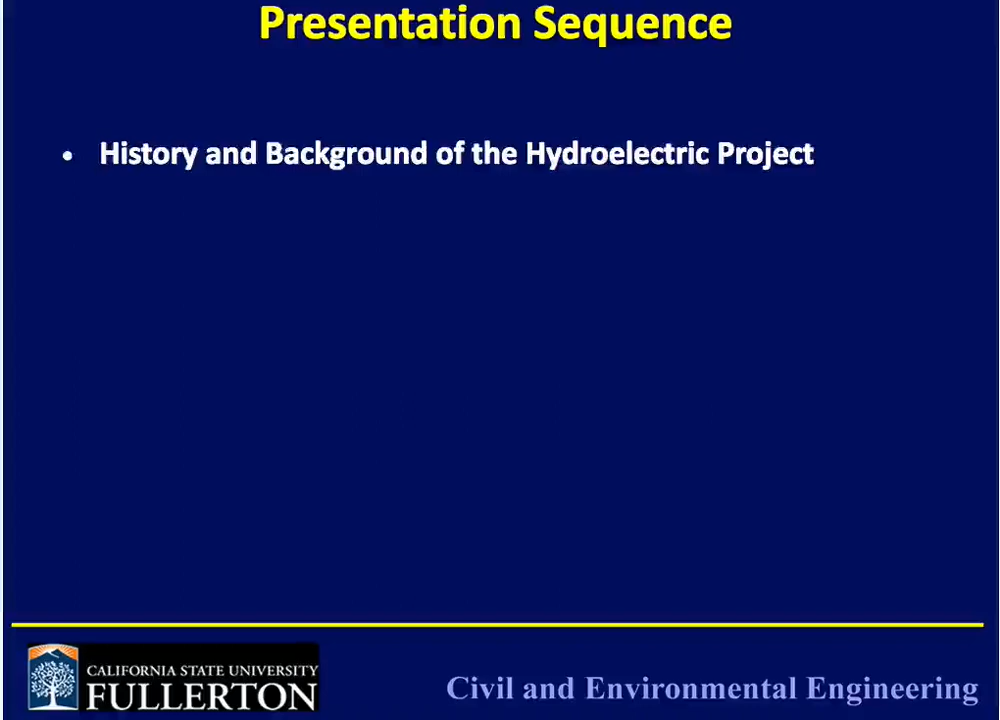 Presentation Sequence
• History and Background of the Hydroelectric Project
CALIFORNIA STATE UNIVERSITY
FULLERTON
Civil and Environmental Engineering